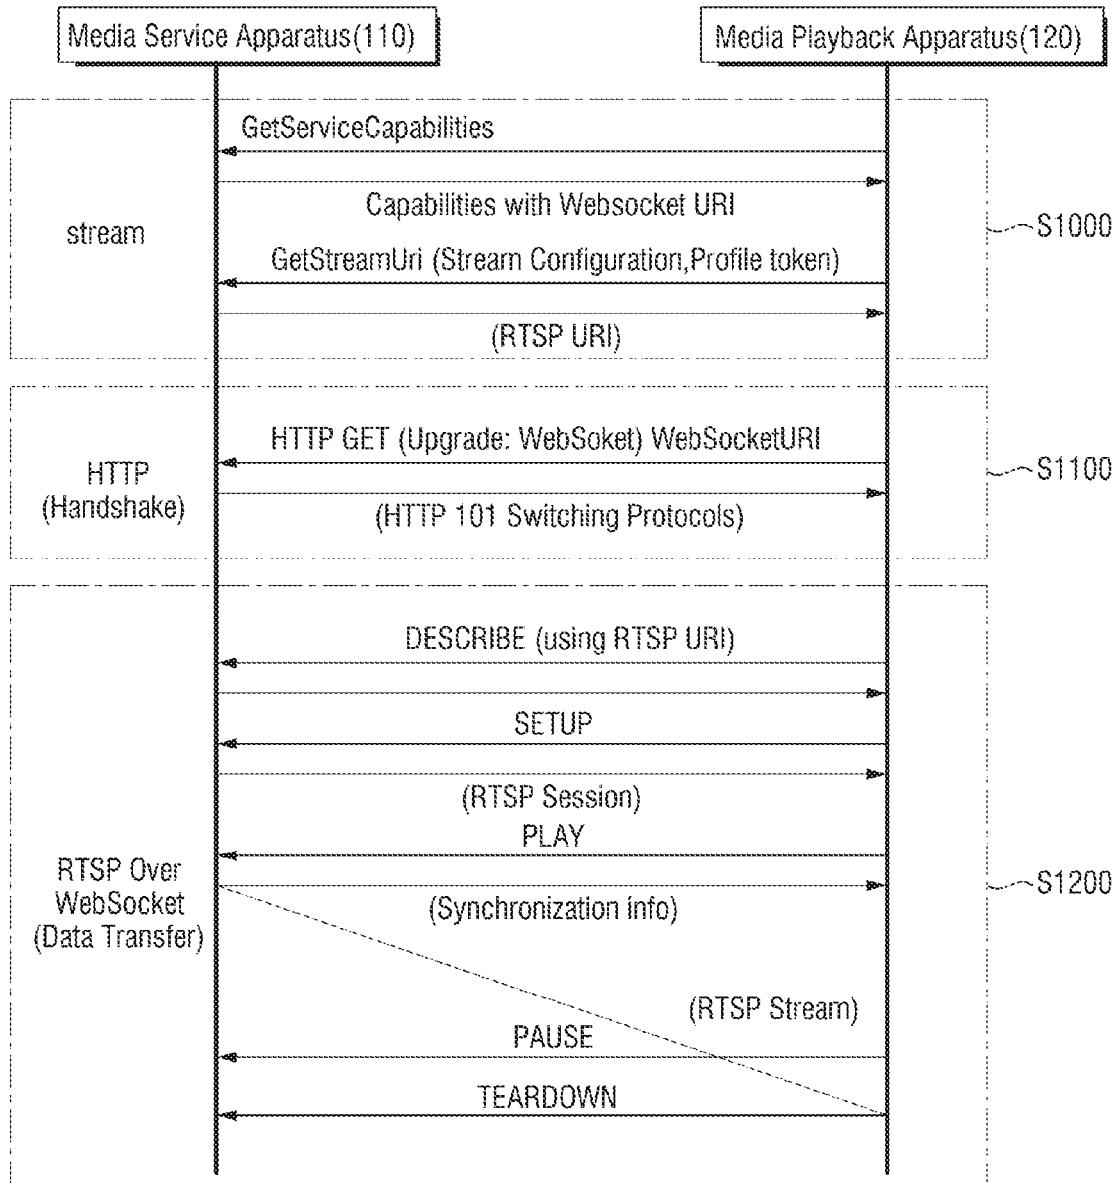 Media Service Apparatus(110)
Media Playback Apparatus(120)
GetServiceCapabilities
Capabilities with Websocket URI
stream
S1000
GetStreamUri (Stream Configuration,Profile token)
(RTSP URI)
HTTP GET (Upgrade: WebSoket) WebSocketURI
HTTP
(Handshake)
S1100
(HTTP 101 Switching Protocols)
DESCRIBE (using RTSP URI)
SETUP
(RTSP Session)
PLAY
RTSP Over
WebSocket
(Data Transfer)
S1200
(Synchronization info)
(RTSP Stream)
PAUSE
TEARDOWN